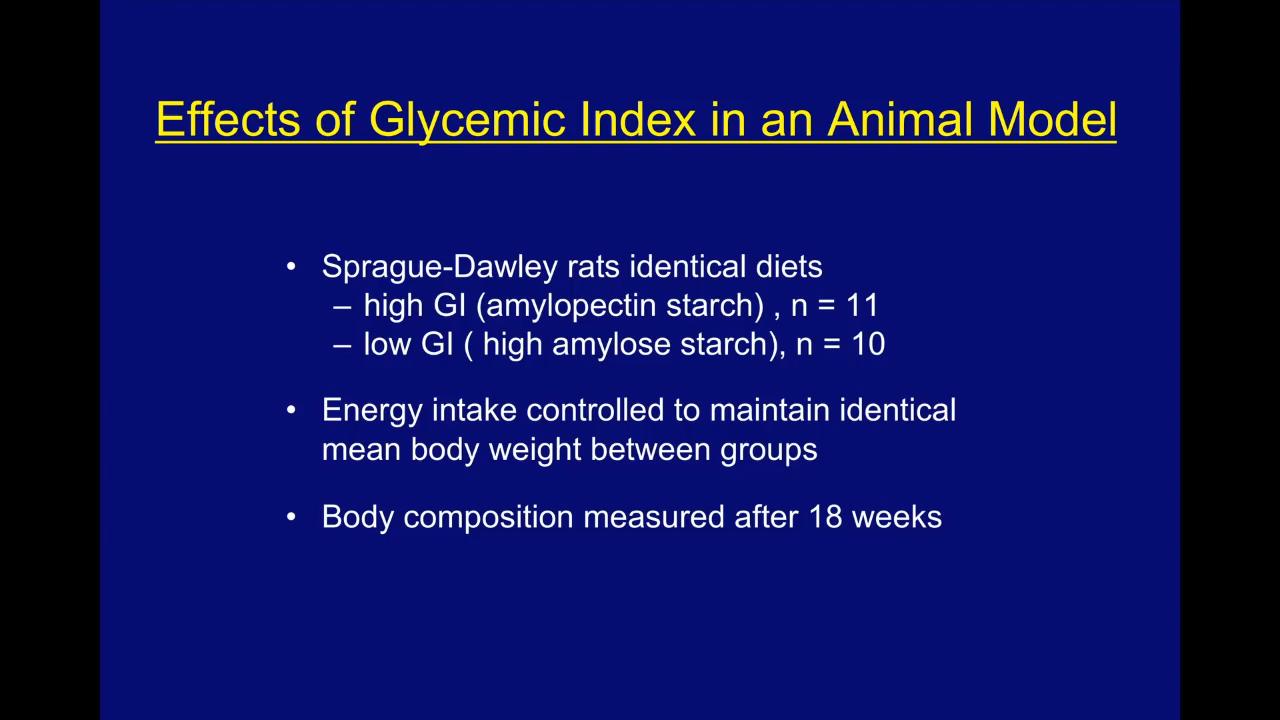 Effects of Glycemic Index in an Animal Model
• Sprague-Dawley rats identical diets
– high GI (amylopectin starch) , n = 11
– low GI ( high amylose starch), n = 10
• Energy intake controlled to maintain identical
mean body weight between groups
• Body composition measured after 18 weeks